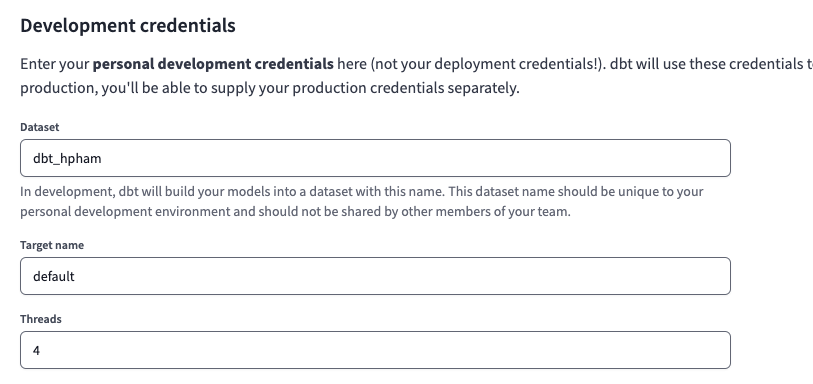 Development credentials
Enter your personal development credentials here (not your deployment credentials!). dbt will use these credentials t
production, you'll be able to supply your production credentials separately.
Dataset
dbt_hpham
In development, dbt will build your models into a dataset with this name. This dataset name should be unique to your
personal development environment and should not be shared by other members of your team.
Target name
default
Threads
4